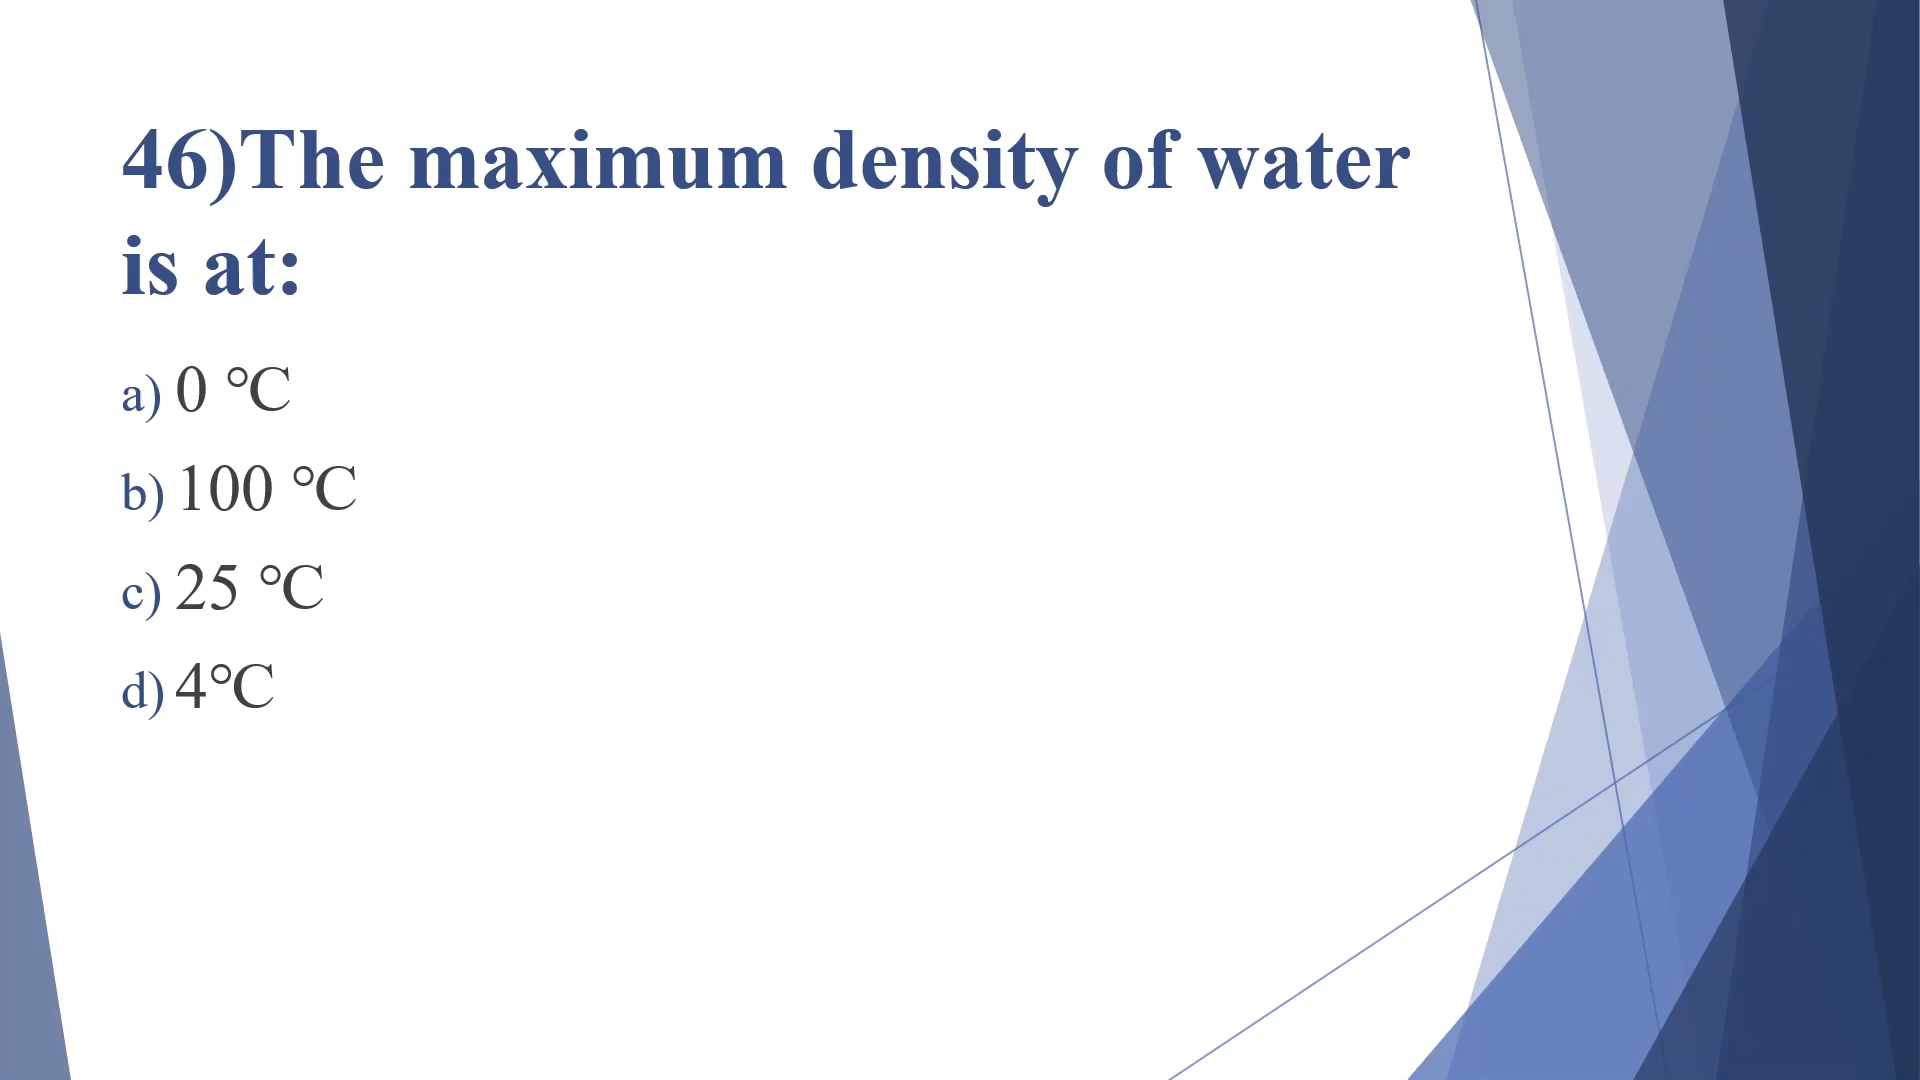 46)The maximum density of water
is at:
a) 0 ℃
b) 100 ℃
c) 25 ℃
d) 4℃